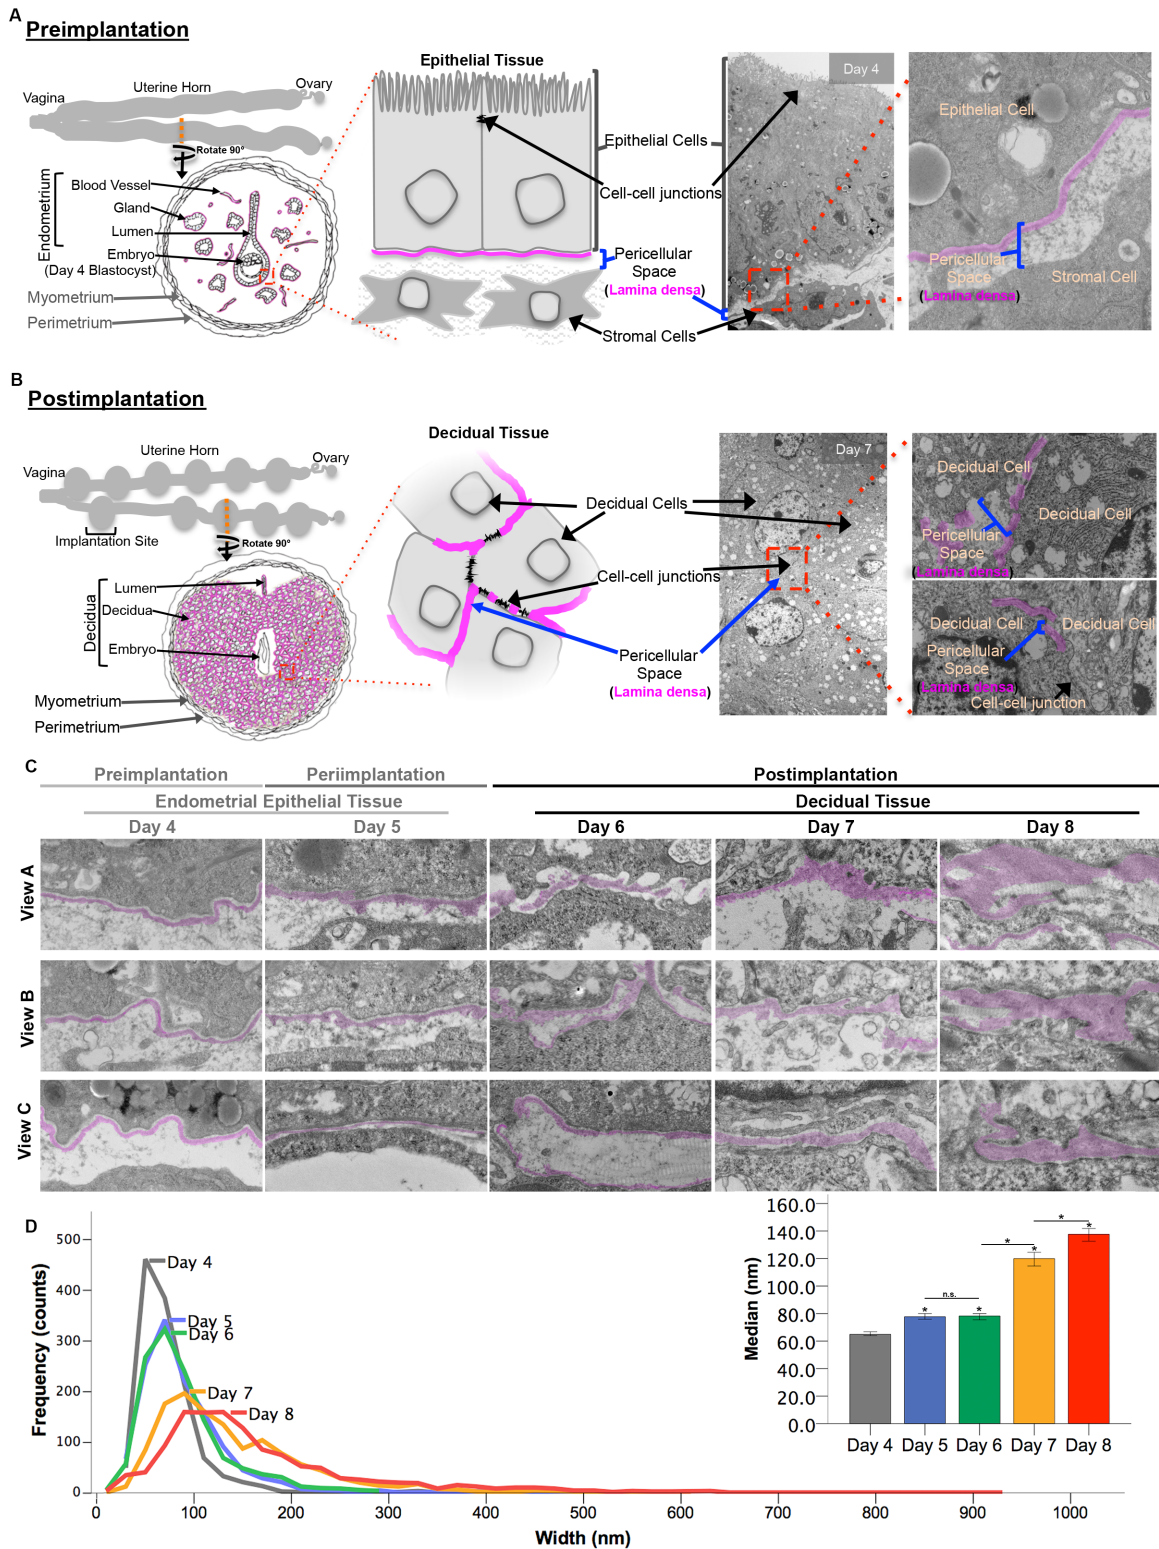 A
Preimplantation
Epithelial Tissue
Vagina
Uterine Horn
Ovary
Rotate 90°
Endometrium
Blood Vessel
Gland
Lumen
Embryo
(Day 4 Blastocyst)
Myometrium
Perimetrium
Epithelial Cells
Cell-cell junctions
Pericellular
Space
(Lamina densa)
Stromal Cells
Day 4
Epithelial Cell
Pericellular
Space
(Lamina densa)
Stromal Cell
B
Postimplantation
Decidual Tissue
Vagina
Uterine Horn
Ovary
Implantation Site
Rotate 90°
Decidua
Lumen
Decidua
Embryo
Myometrium
Perimetrium
Decidual Cells
Cell-cell junctions
Pericellular
Space
(Lamina densa)
Day 7
Decidual Cell
Decidual Cell
Pericellular
Space
(Lamina densa)
Decidual Cell
Decidual Cell
Pericellular
Space
(Lamina densa)
Cell-cell junction
C
Preimplantation
Periimplantation
Postimplantation
Endometrial Epithelial Tissue
Decidual Tissue
Day 4
Day 5
Day 6
Day 7
Day 8
View A
View B
View C
D
Frequency (counts)
500
400
300
200
100
0
Day 4
Day 5
Day 6
Day 7
Day 8
0
100
200
300
400
500
600
700
800
900
1000
Width (nm)
Median (nm)
160.0
140.0
120.0
100.0
80.0
60.0
40.0
20.0
0.0
*
n.s.
*
*
*
*
*
Day 4
Day 5
Day 6
Day 7
Day 8